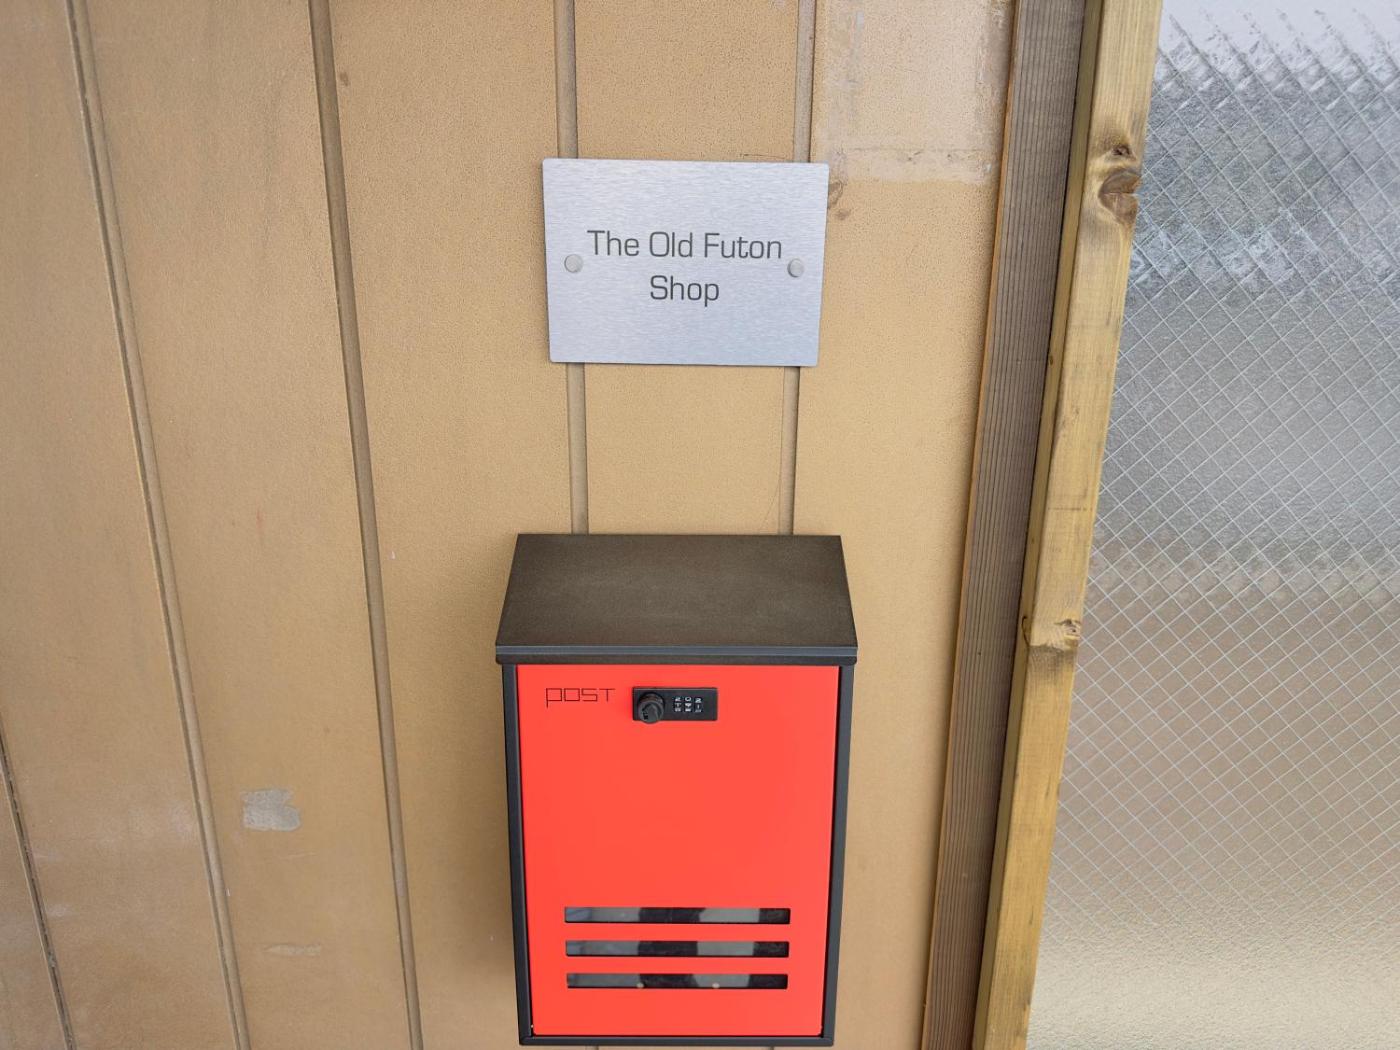 The Old Futon
Shop
post